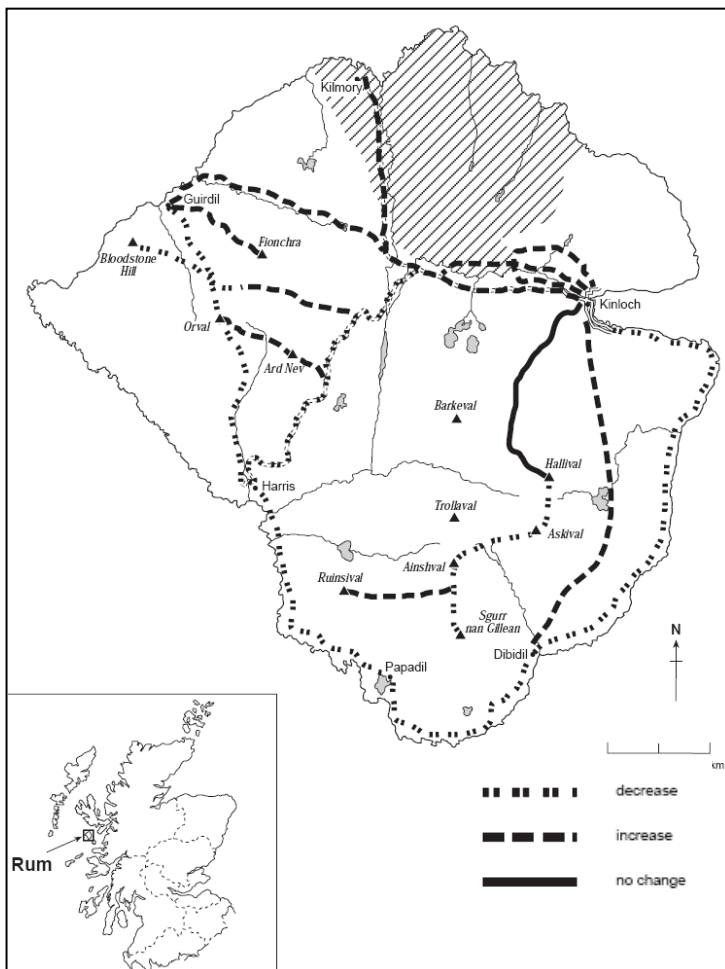 Kilmory
Guirdil
Fionchra
Bloodstone
Hill
Kinloch
Orval
Ard Nev
Barkeval
Hallival
Harris
Trollaval
Askival
Ainshval
Ruinsival
Sgurr
nan Gillean
Dibidil
N
Papadil
km
decrease
increase
no change
Rum